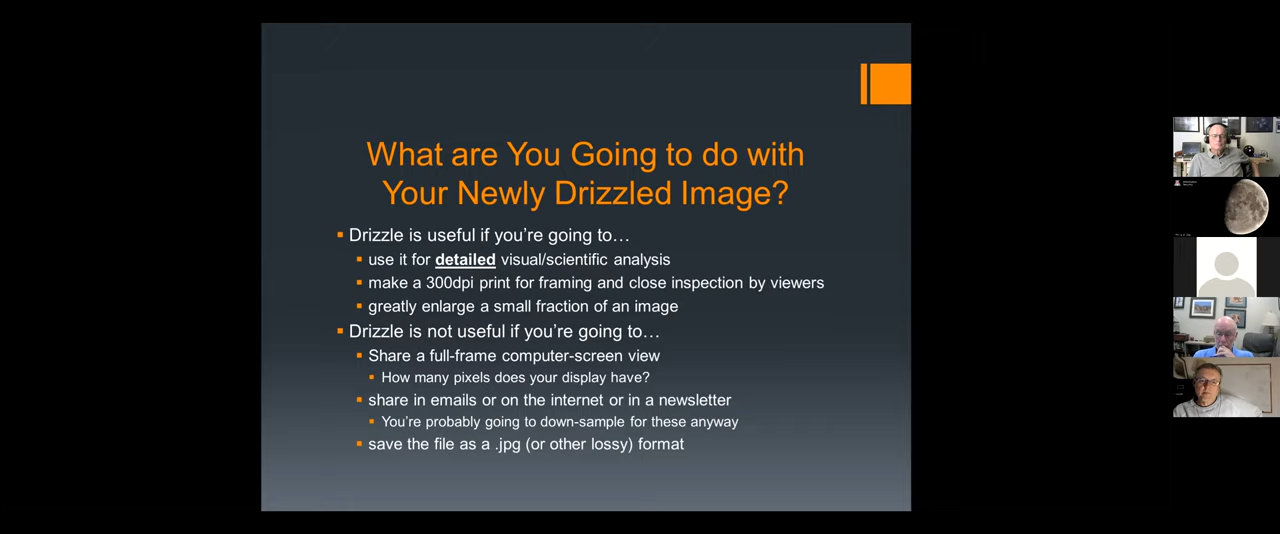 What are You Going to do with
Your Newly Drizzled Image?
Drizzle is useful if you’re going to…
use it for detailed visual/scientific analysis
make a 300dpi print for framing and close inspection by viewers
greatly enlarge a small fraction of an image
Drizzle is not useful if you’re going to…
Share a full-frame computer-screen view
How many pixels does your display have?
share in emails or on the internet or in a newsletter
You’re probably going to down-sample for these anyway
save the file as a .jpg (or other lossy) format